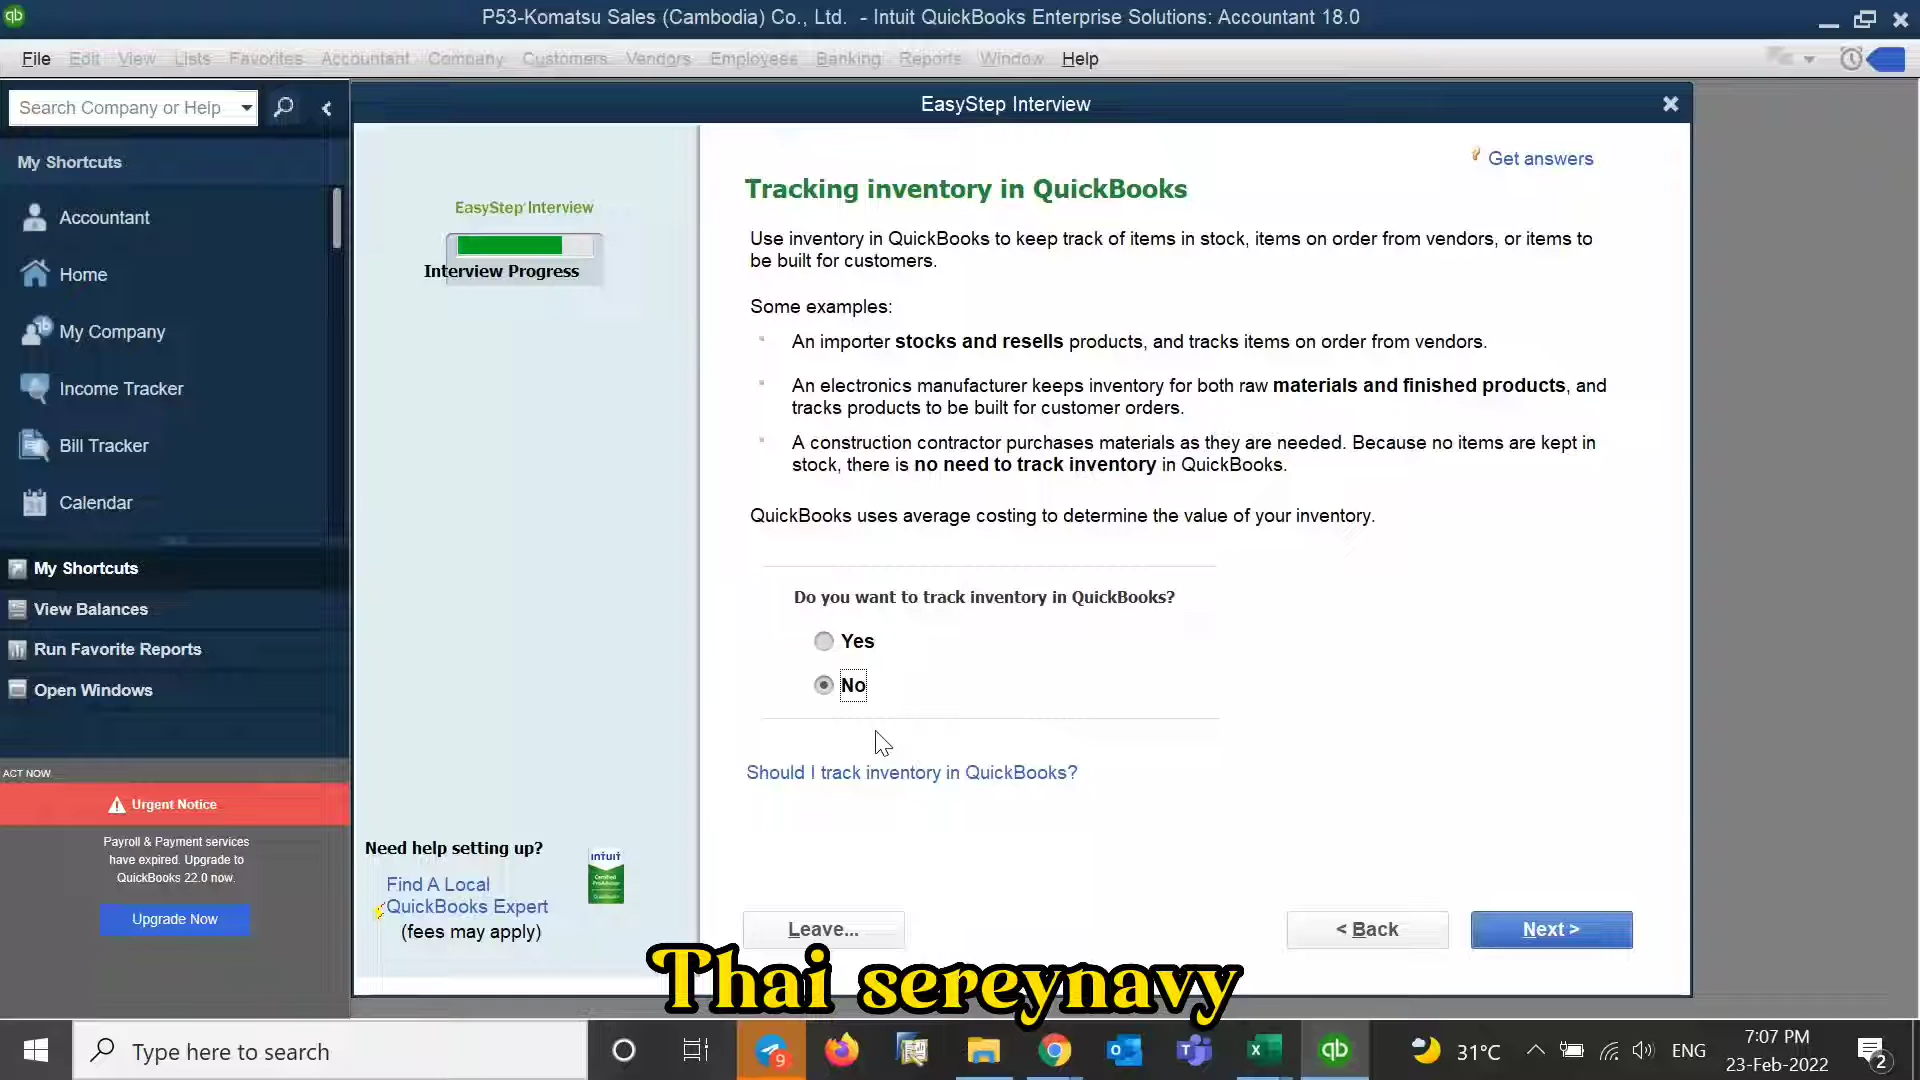 P53-Komatsu Sales (Cambodia) Co., Ltd. - Intuit QuickBooks Enterprise Solutions: Accountant 18.0
File Edit View Lists Favorites Accountant Company Customers Vendors Employees Banking Reports Window Help
Search Company or Help
EasyStep Interview
My Shortcuts
Accountant
Home
My Company
Income Tracker
Bill Tracker
Calendar
My Shortcuts
View Balances
Run Favorite Reports
Open Windows
ACT NOW
Urgent Notice
Payroll & Payment services
have expired. Upgrade to
QuickBooks 22.0 now.
Upgrade Now
EasyStep Interview
Interview Progress
Need help setting up?
Find A Local
QuickBooks Expert
(fees may apply)
intuit
Get answers
Tracking inventory in QuickBooks
Use inventory in QuickBooks to keep track of items in stock, items on order from vendors, or items to
be built for customers.
Some examples:
An importer stocks and resells products, and tracks items on order from vendors.
An electronics manufacturer keeps inventory for both raw materials and finished products, and
tracks products to be built for customer orders.
A construction contractor purchases materials as they are needed. Because no items are kept in
stock, there is no need to track inventory in QuickBooks.
QuickBooks uses average costing to determine the value of your inventory.
Do you want to track inventory in QuickBooks?
Yes
No
Should I track inventory in QuickBooks?
Leave...
< Back
Next >
Thai sereynavy
Type here to search
9
31°C
ENG
7:07 PM
23-Feb-2022
2